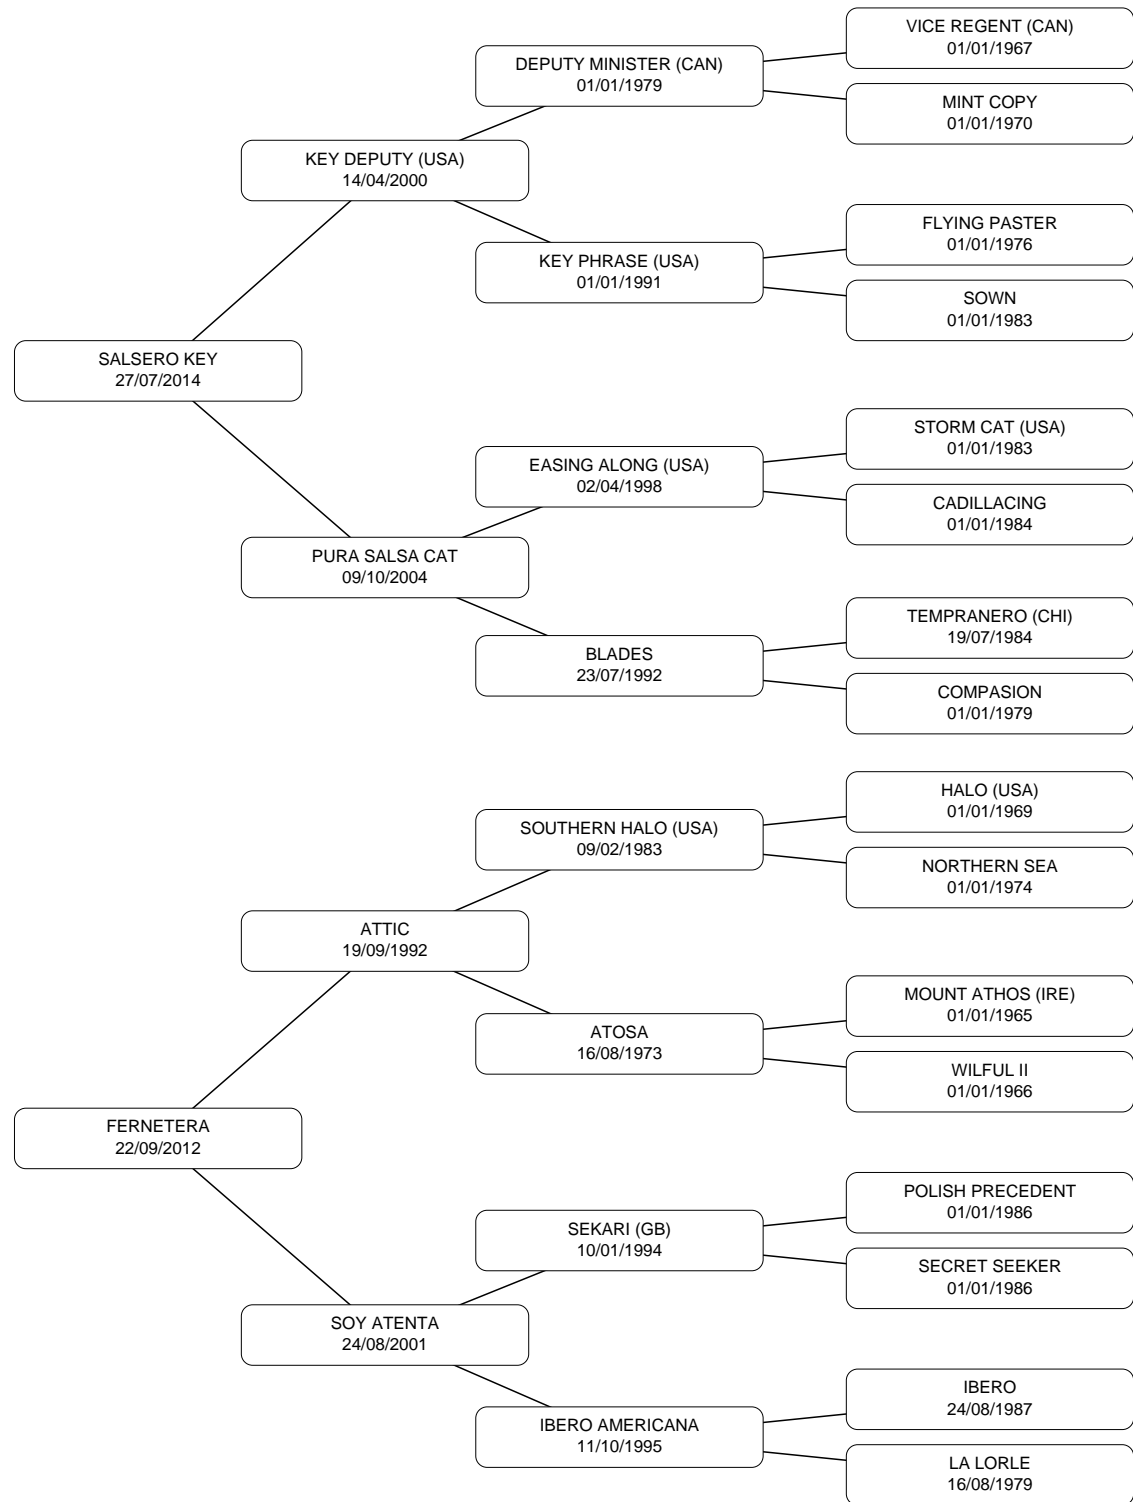 VICE REGENT (CAN)
01/01/1967
DEPUTY MINISTER (CAN)
01/01/1979
MINT COPY
01/01/1970
KEY DEPUTY (USA)
14/04/2000
FLYING PASTER
01/01/1976
KEY PHRASE (USA)
01/01/1991
SOWN
01/01/1983
SALSERO KEY
27/07/2014
STORM CAT (USA)
01/01/1983
EASING ALONG (USA)
02/04/1998
CADILLACING
01/01/1984
PURA SALSA CAT
09/10/2004
TEMPRANERO (CHI)
19/07/1984
BLADES
23/07/1992
COMPASION
01/01/1979
HALO (USA)
01/01/1969
SOUTHERN HALO (USA)
09/02/1983
NORTHERN SEA
01/01/1974
ATTIC
19/09/1992
MOUNT ATHOS (IRE)
01/01/1965
ATOSA
16/08/1973
WILFUL II
01/01/1966
FERNETERA
22/09/2012
POLISH PRECEDENT
01/01/1986
SEKARI (GB)
10/01/1994
SECRET SEEKER
01/01/1986
SOY ATENTA
24/08/2001
IBERO
24/08/1987
IBERO AMERICANA
11/10/1995
LA LORLE
16/08/1979